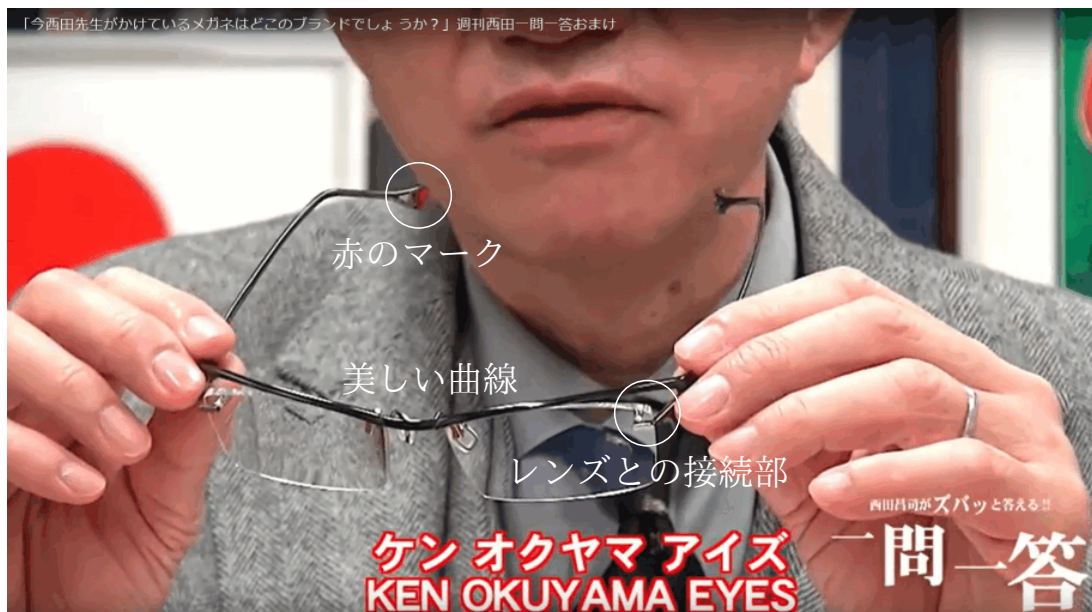 「今西田先生がかけているメガネはどこのブランドでしょ うか？」週刊西田一問一答おまけ
赤のマーク
美しい曲線
レンズとの接続部
西田昌司がズバッと答える!!
一問一答
ケン オクヤマ アイズ
KEN OKUYAMA EYES